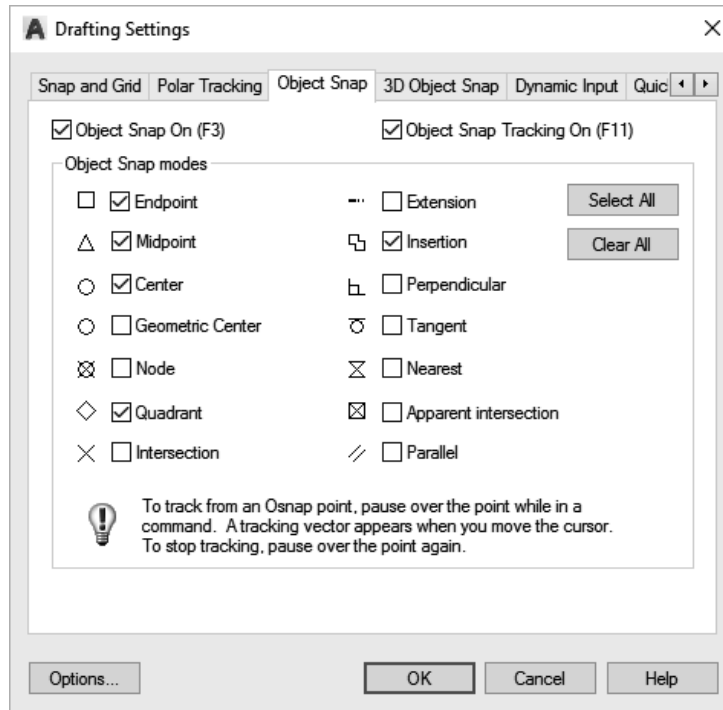 Drafting Settings
Snap and Grid Polar Tracking Object Snap 3D Object Snap Dynamic Input Quic
Object Snap On (F3) Object Snap Tracking On (F11)
Object Snap modes
Endpoint Extension Select All
Midpoint Insertion Clear All
Center Perpendicular
Geometric Center Tangent
Node Nearest
Quadrant Apparent intersection
Intersection Parallel
To track from an Osnap point, pause over the point while in a
command. A tracking vector appears when you move the cursor.
To stop tracking, pause over the point again.
Options... OK Cancel Help